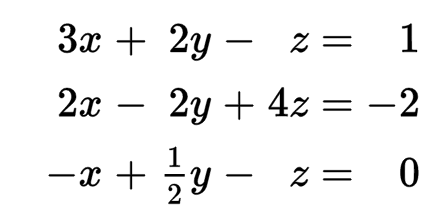 3x + 2y − z = 1
2x − 2y + 4z = −2
−x + ½y − z = 0